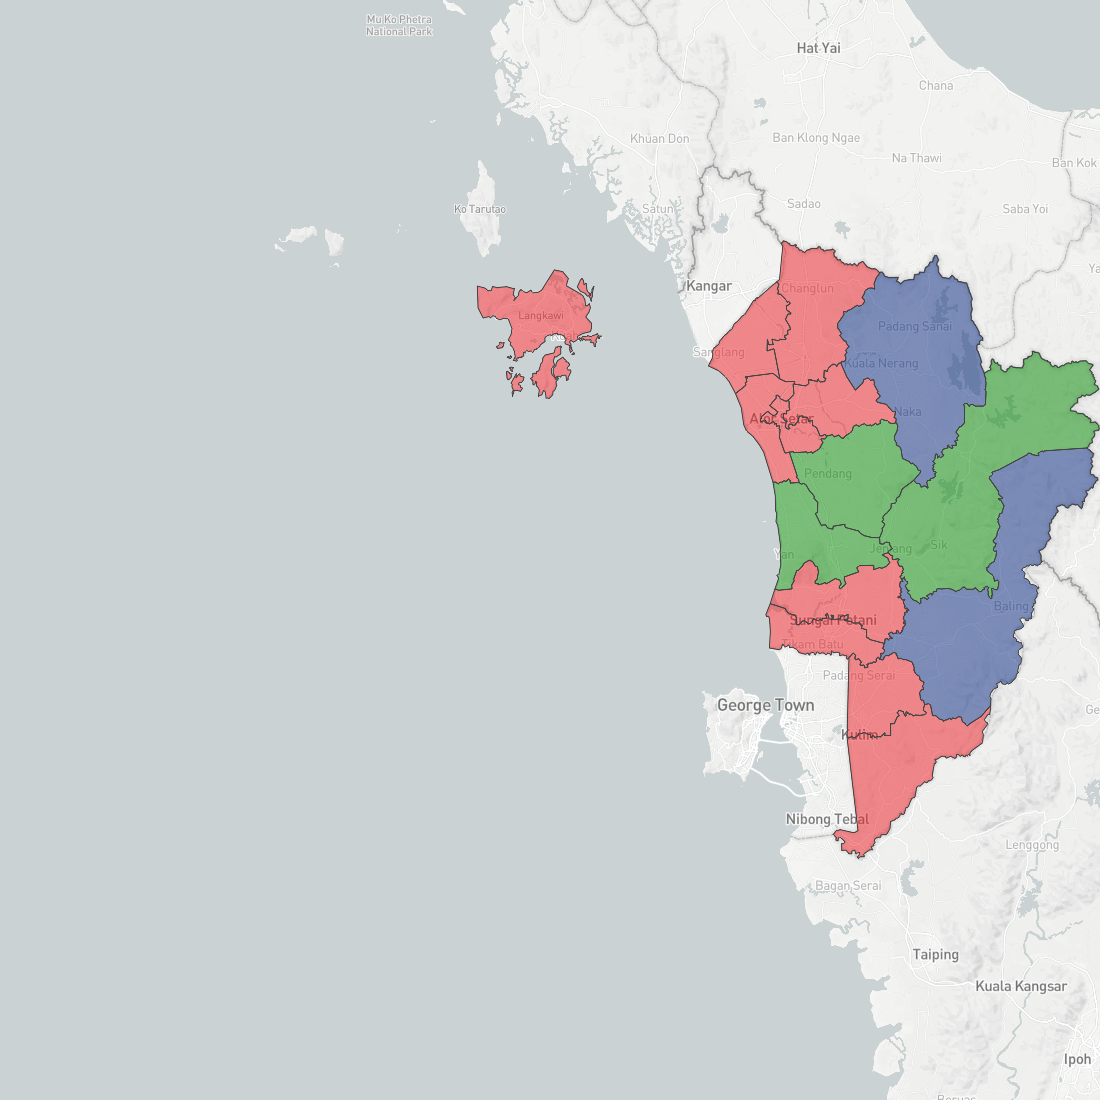 Mu Ko Phetra
National Park
Hat Yai
Chana
Khuan Don
Ban Klong Ngae
Na Thawi
Ban Kok
Ko Tarutao
Satun
Sadao
Saba Yoi
Kangar
Changlun
Langkawi
Padang Sanai
Sanglang
Kuala Nerang
Naka
Alor Setar
Pendang
Yan
Jeniang
Sik
Baling
Sungai Petani
Tikam Batu
Padang Serai
George Town
Kulim
Nibong Tebal
Lenggong
Bagan Serai
Taiping
Kuala Kangsar
Ipoh